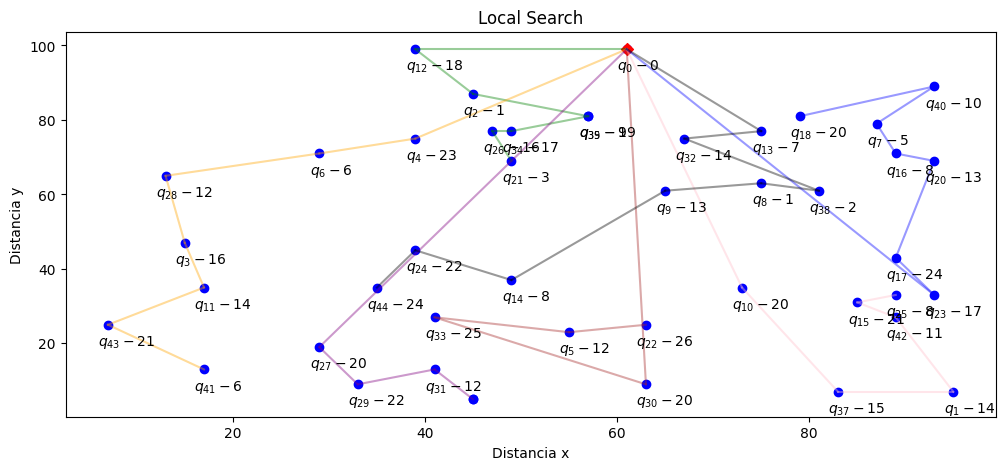 Local Search
100
80
60
40
20
Distancia y
q0 − 0
q12 − 18
q40 − 10
q2 − 1
q18 − 20
q7 − 5
q13 − 7
q26 − 16
q4 − 23
q32 − 14
q6 − 6
q21 − 3
q16 − 8
q20 − 13
q28 − 12
q9 − 13
q8 − 1
q38 − 2
q3 − 16
q24 − 22
q17 − 24
q11 − 14
q44 − 24
q14 − 8
q10 − 20
q15 − 21
q23 − 17
q43 − 21
q33 − 25
q5 − 12
q22 − 26
q42 − 11
q27 − 20
q41 − 6
q29 − 22
q31 − 12
q30 − 20
q37 − 15
q1 − 14
20
40
60
80
Distancia x